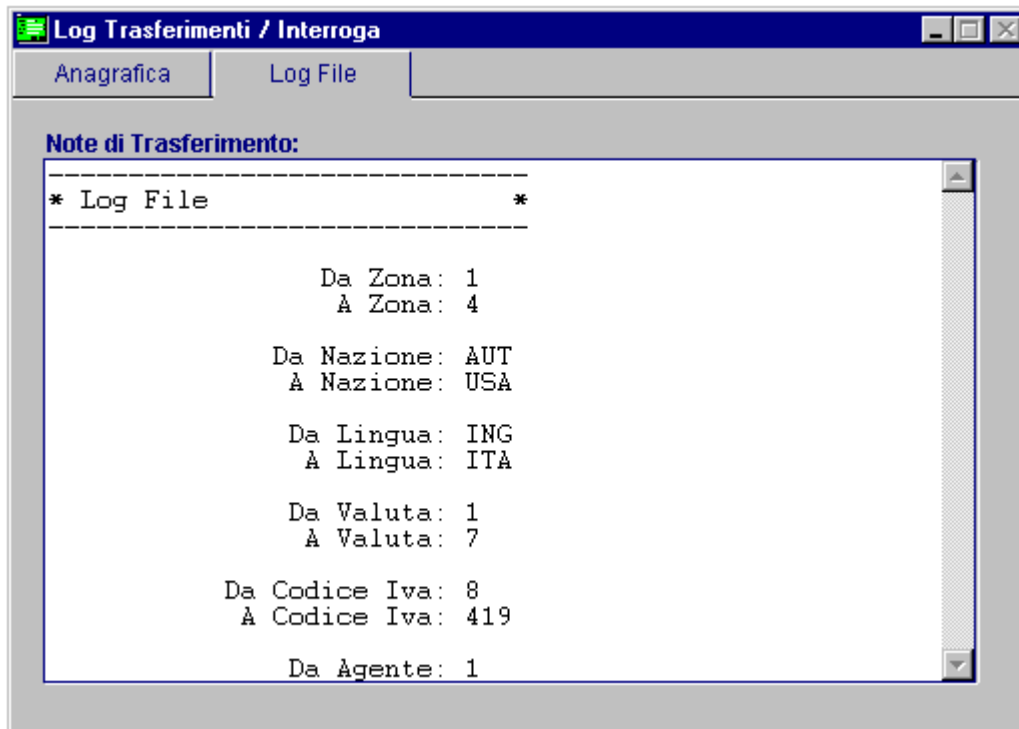 Log Trasferimenti / Interroga
Anagrafica Log File
Note di Trasferimento:
------------------------------
* Log File *
------------------------------
Da Zona: 1
A Zona: 4
Da Nazione: AUT
A Nazione: USA
Da Lingua: ING
A Lingua: ITA
Da Valuta: 1
A Valuta: 7
Da Codice Iva: 8
A Codice Iva: 419
Da Agente: 1